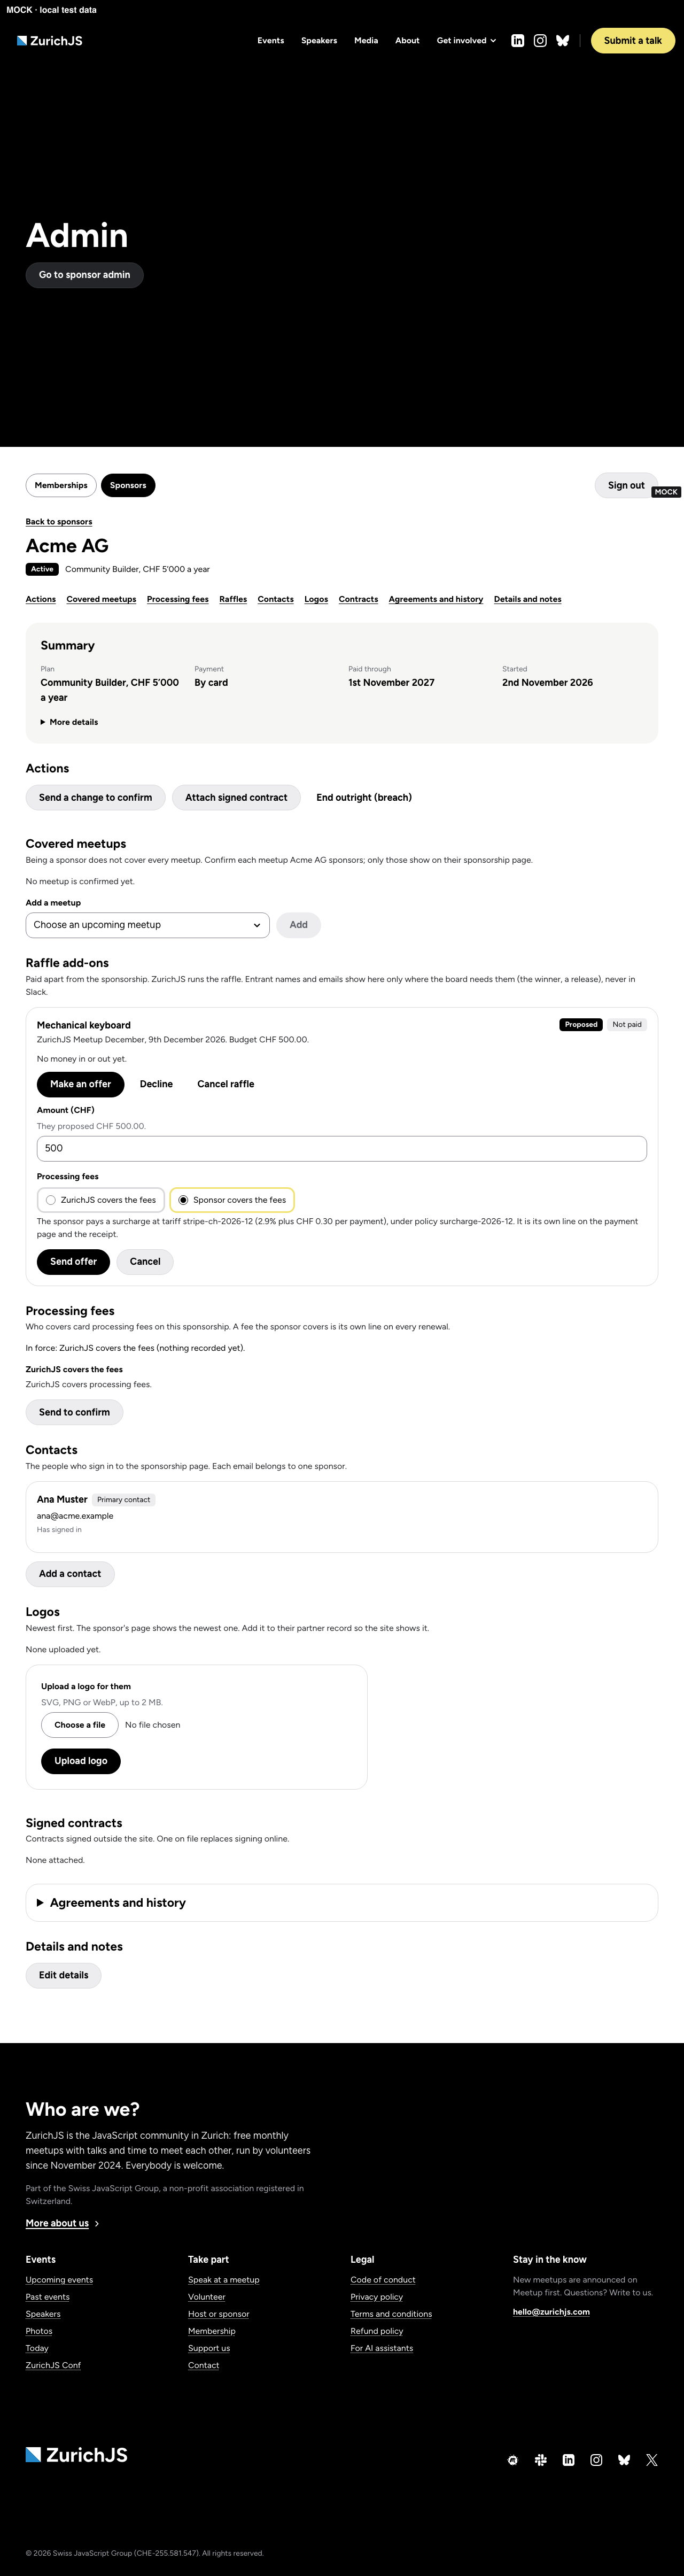 MOCK · local test data
ZurichJS
Events
Speakers
Media
About
Get involved
Submit a talk
Admin
Go to sponsor admin
Memberships
Sponsors
Sign out
MOCK
Back to sponsors
Acme AG
Active
Community Builder, CHF 5’000 a year
Actions
Covered meetups
Processing fees
Raffles
Contacts
Logos
Contracts
Agreements and history
Details and notes
Summary
Plan
Community Builder, CHF 5’000
a year
Payment
By card
Paid through
1st November 2027
Started
2nd November 2026
More details
Actions
Send a change to confirm
Attach signed contract
End outright (breach)
Covered meetups
Being a sponsor does not cover every meetup. Confirm each meetup Acme AG sponsors; only those show on their sponsorship page.
No meetup is confirmed yet.
Add a meetup
Choose an upcoming meetup
Add
Raffle add-ons
Paid apart from the sponsorship. ZurichJS runs the raffle. Entrant names and emails show here only where the board needs them (the winner, a release), never in
Slack.
Mechanical keyboard
Proposed
Not paid
ZurichJS Meetup December, 9th December 2026. Budget CHF 500.00.
No money in or out yet.
Make an offer
Decline
Cancel raffle
Amount (CHF)
They proposed CHF 500.00.
500
Processing fees
ZurichJS covers the fees
Sponsor covers the fees
The sponsor pays a surcharge at tariff stripe-ch-2026-12 (2.9% plus CHF 0.30 per payment), under policy surcharge-2026-12. It is its own line on the payment
page and the receipt.
Send offer
Cancel
Processing fees
Who covers card processing fees on this sponsorship. A fee the sponsor covers is its own line on every renewal.
In force: ZurichJS covers the fees (nothing recorded yet).
ZurichJS covers the fees
ZurichJS covers processing fees.
Send to confirm
Contacts
The people who sign in to the sponsorship page. Each email belongs to one sponsor.
Ana Muster
Primary contact
ana@acme.example
Has signed in
Add a contact
Logos
Newest first. The sponsor's page shows the newest one. Add it to their partner record so the site shows it.
None uploaded yet.
Upload a logo for them
SVG, PNG or WebP, up to 2 MB.
Choose a file
No file chosen
Upload logo
Signed contracts
Contracts signed outside the site. One on file replaces signing online.
None attached.
Agreements and history
Details and notes
Edit details
Who are we?
ZurichJS is the JavaScript community in Zurich: free monthly
meetups with talks and time to meet each other, run by volunteers
since November 2024. Everybody is welcome.
Part of the Swiss JavaScript Group, a non-profit association registered in
Switzerland.
More about us
Events
Upcoming events
Past events
Speakers
Photos
Today
ZurichJS Conf
Take part
Speak at a meetup
Volunteer
Host or sponsor
Membership
Support us
Contact
Legal
Code of conduct
Privacy policy
Terms and conditions
Refund policy
For AI assistants
Stay in the know
New meetups are announced on
Meetup first. Questions? Write to us.
hello@zurichjs.com
ZurichJS
© 2026 Swiss JavaScript Group (CHE-255.581.547). All rights reserved.